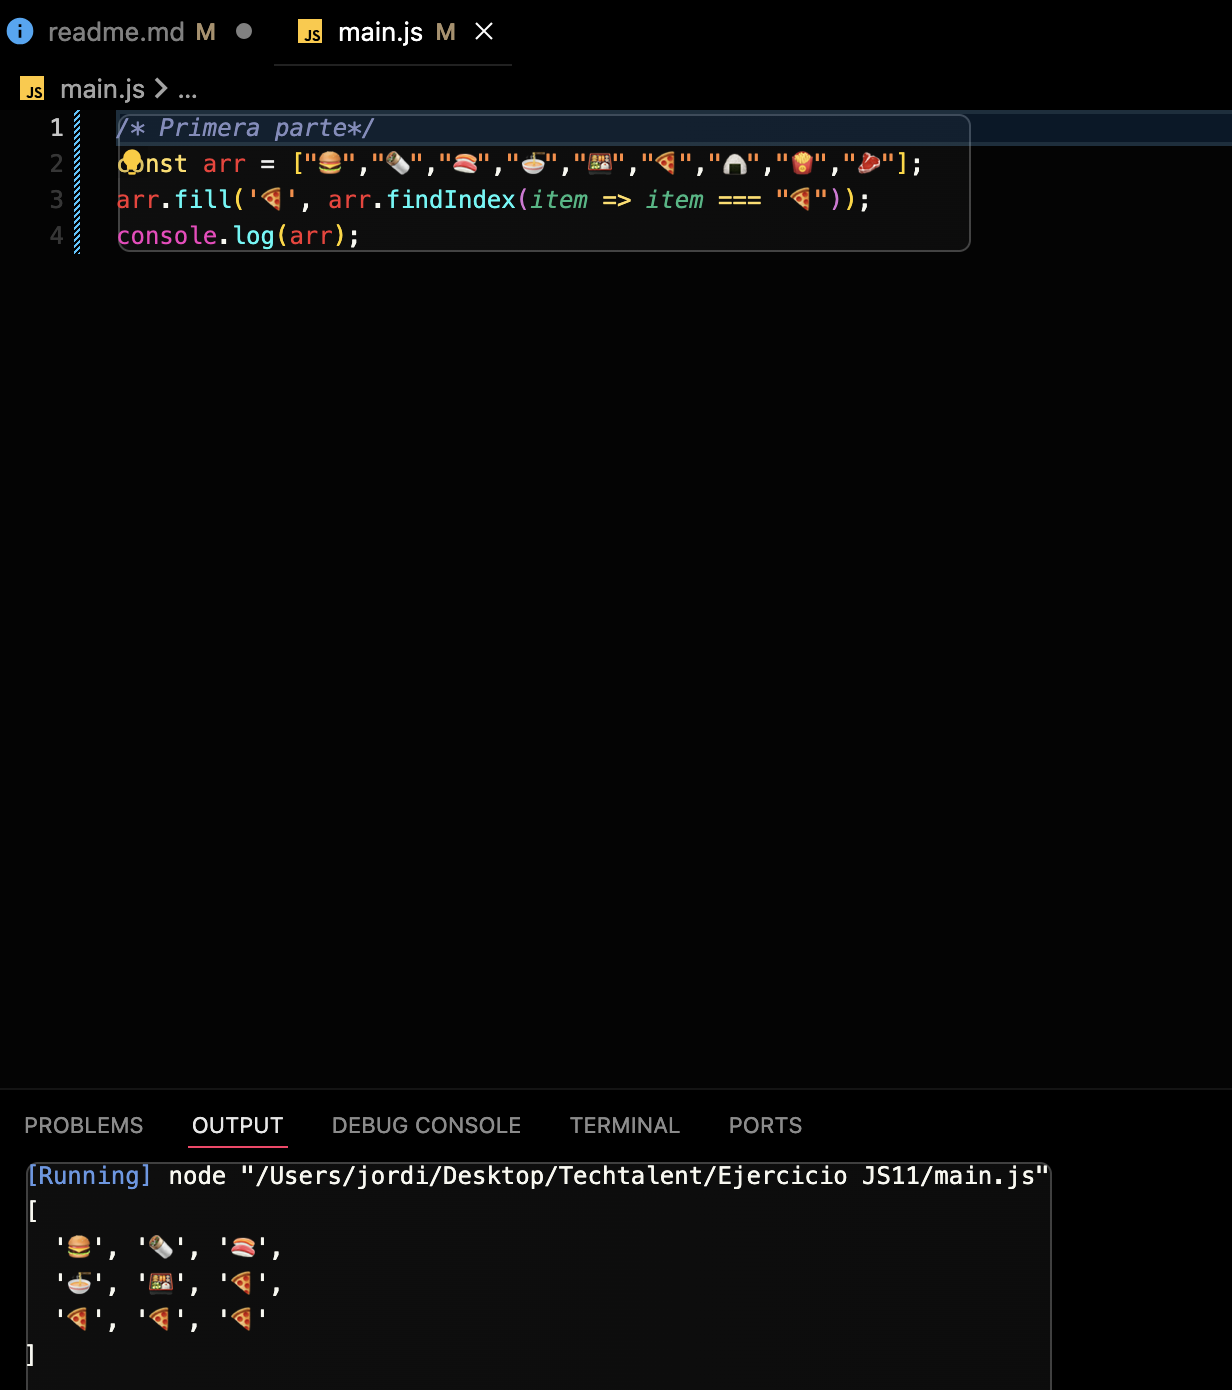 readme.md M
JS main.js M
JS main.js > ...
1 /* Primera parte*/
2 const arr = ["🍔","🌯","🍣","🍜","🍱","🍕","🍙","🍟","🥩"];
3 arr.fill('🍕', arr.findIndex(item => item === "🍕"));
4 console.log(arr);
PROBLEMS OUTPUT DEBUG CONSOLE TERMINAL PORTS
[Running] node "/Users/jordi/Desktop/Techtalent/Ejercicio JS11/main.js"
[
'🍔', '🌯', '🍣',
'🍜', '🍱', '🍕',
'🍕', '🍕', '🍕'
]